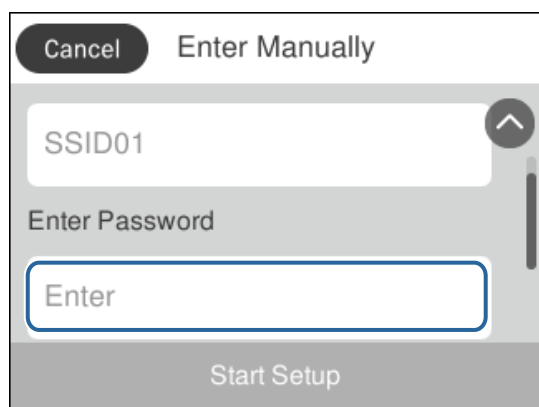 Cancel Enter Manually
SSID01
Enter Password
Enter
Start Setup